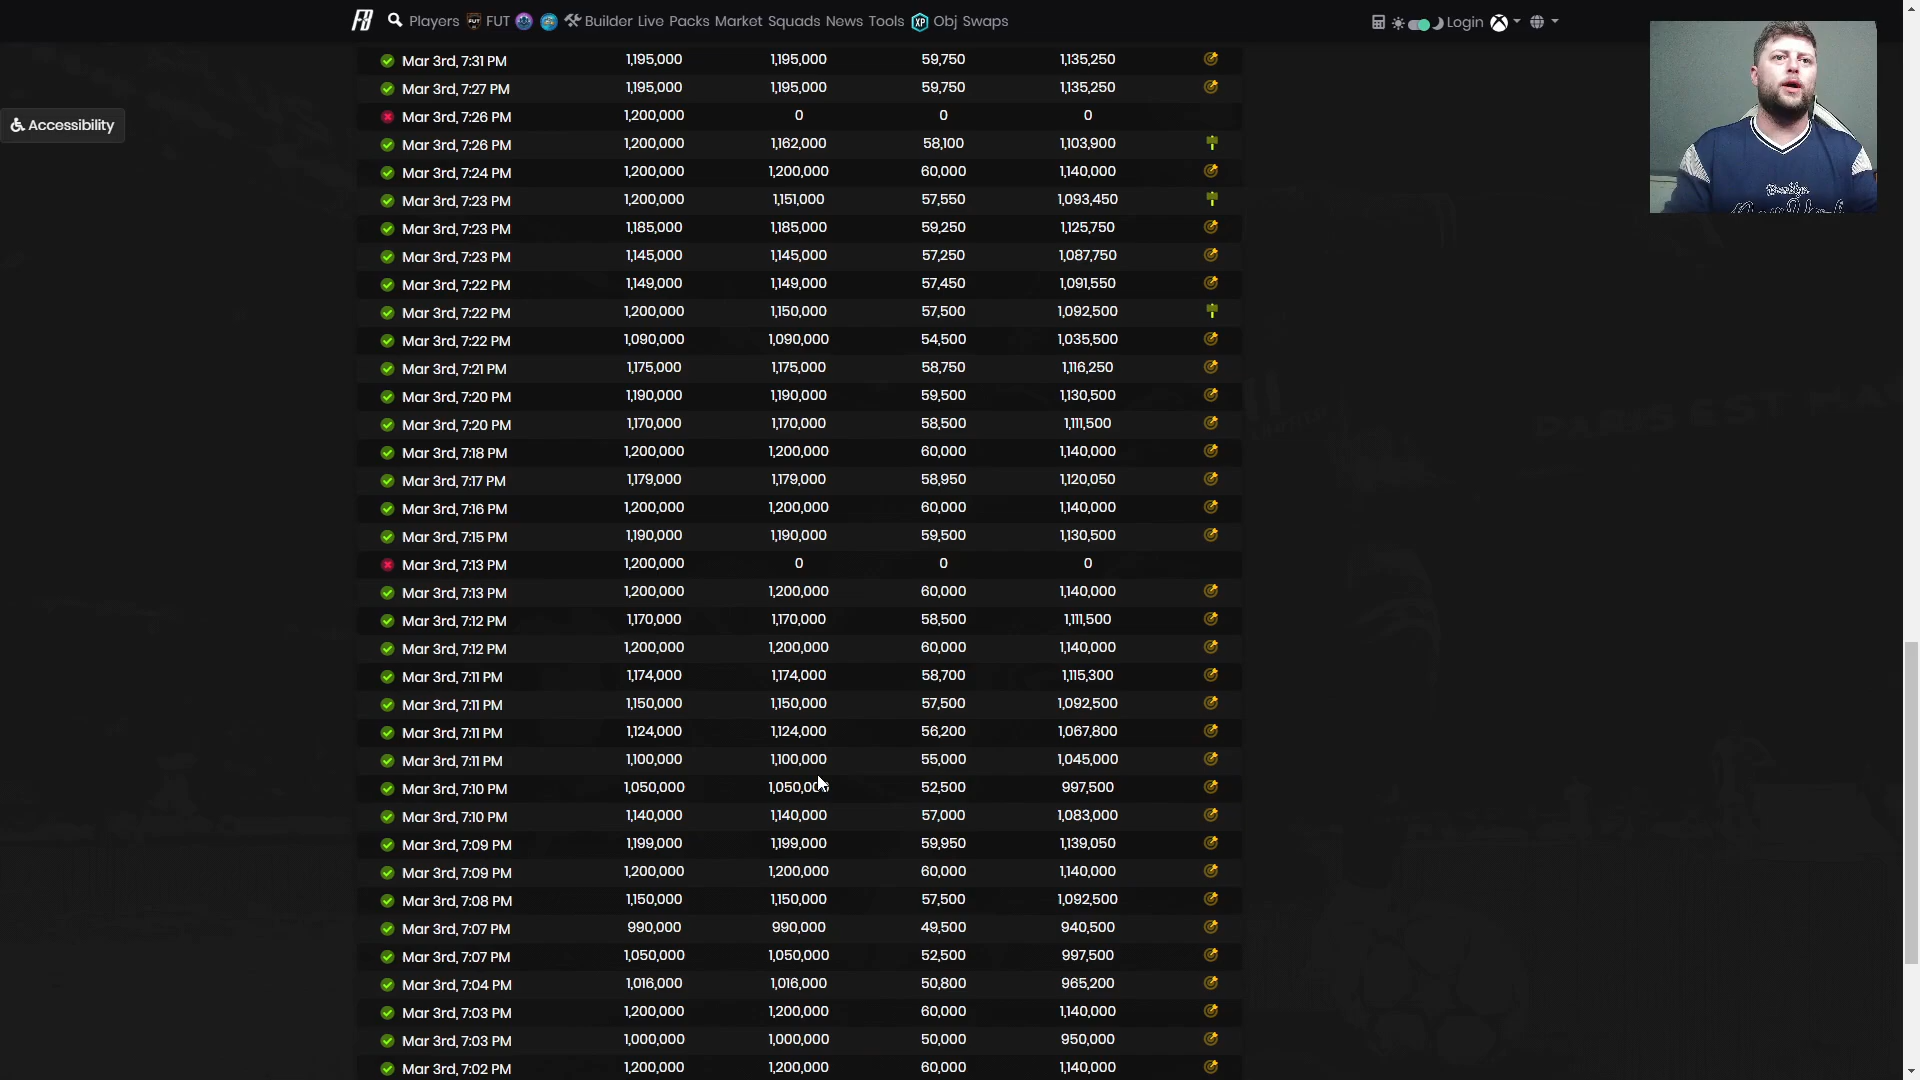 FB Players FUT Builder Live Packs Market Squads News Tools XP Obj Swaps Login
Accessibility
Mar 3rd, 7:31 PM 1,195,000 1,195,000 59,750 1,135,250
Mar 3rd, 7:27 PM 1,195,000 1,195,000 59,750 1,135,250
Mar 3rd, 7:26 PM 1,200,000 0 0 0
Mar 3rd, 7:26 PM 1,200,000 1,162,000 58,100 1,103,900
Mar 3rd, 7:24 PM 1,200,000 1,200,000 60,000 1,140,000
Mar 3rd, 7:23 PM 1,200,000 1,151,000 57,550 1,093,450
Mar 3rd, 7:23 PM 1,185,000 1,185,000 59,250 1,125,750
Mar 3rd, 7:23 PM 1,145,000 1,145,000 57,250 1,087,750
Mar 3rd, 7:22 PM 1,149,000 1,149,000 57,450 1,091,550
Mar 3rd, 7:22 PM 1,200,000 1,150,000 57,500 1,092,500
Mar 3rd, 7:22 PM 1,090,000 1,090,000 54,500 1,035,500
Mar 3rd, 7:21 PM 1,175,000 1,175,000 58,750 1,116,250
Mar 3rd, 7:20 PM 1,190,000 1,190,000 59,500 1,130,500
Mar 3rd, 7:20 PM 1,170,000 1,170,000 58,500 1,111,500
Mar 3rd, 7:18 PM 1,200,000 1,200,000 60,000 1,140,000
Mar 3rd, 7:17 PM 1,179,000 1,179,000 58,950 1,120,050
Mar 3rd, 7:16 PM 1,200,000 1,200,000 60,000 1,140,000
Mar 3rd, 7:15 PM 1,190,000 1,190,000 59,500 1,130,500
Mar 3rd, 7:13 PM 1,200,000 0 0 0
Mar 3rd, 7:13 PM 1,200,000 1,200,000 60,000 1,140,000
Mar 3rd, 7:12 PM 1,170,000 1,170,000 58,500 1,111,500
Mar 3rd, 7:12 PM 1,200,000 1,200,000 60,000 1,140,000
Mar 3rd, 7:11 PM 1,174,000 1,174,000 58,700 1,115,300
Mar 3rd, 7:11 PM 1,150,000 1,150,000 57,500 1,092,500
Mar 3rd, 7:11 PM 1,124,000 1,124,000 56,200 1,067,800
Mar 3rd, 7:11 PM 1,100,000 1,100,000 55,000 1,045,000
Mar 3rd, 7:10 PM 1,050,000 1,050,000 52,500 997,500
Mar 3rd, 7:10 PM 1,140,000 1,140,000 57,000 1,083,000
Mar 3rd, 7:09 PM 1,199,000 1,199,000 59,950 1,139,050
Mar 3rd, 7:09 PM 1,200,000 1,200,000 60,000 1,140,000
Mar 3rd, 7:08 PM 1,150,000 1,150,000 57,500 1,092,500
Mar 3rd, 7:07 PM 990,000 990,000 49,500 940,500
Mar 3rd, 7:07 PM 1,050,000 1,050,000 52,500 997,500
Mar 3rd, 7:04 PM 1,016,000 1,016,000 50,800 965,200
Mar 3rd, 7:03 PM 1,200,000 1,200,000 60,000 1,140,000
Mar 3rd, 7:03 PM 1,000,000 1,000,000 50,000 950,000
Mar 3rd, 7:02 PM 1,200,000 1,200,000 60,000 1,140,000